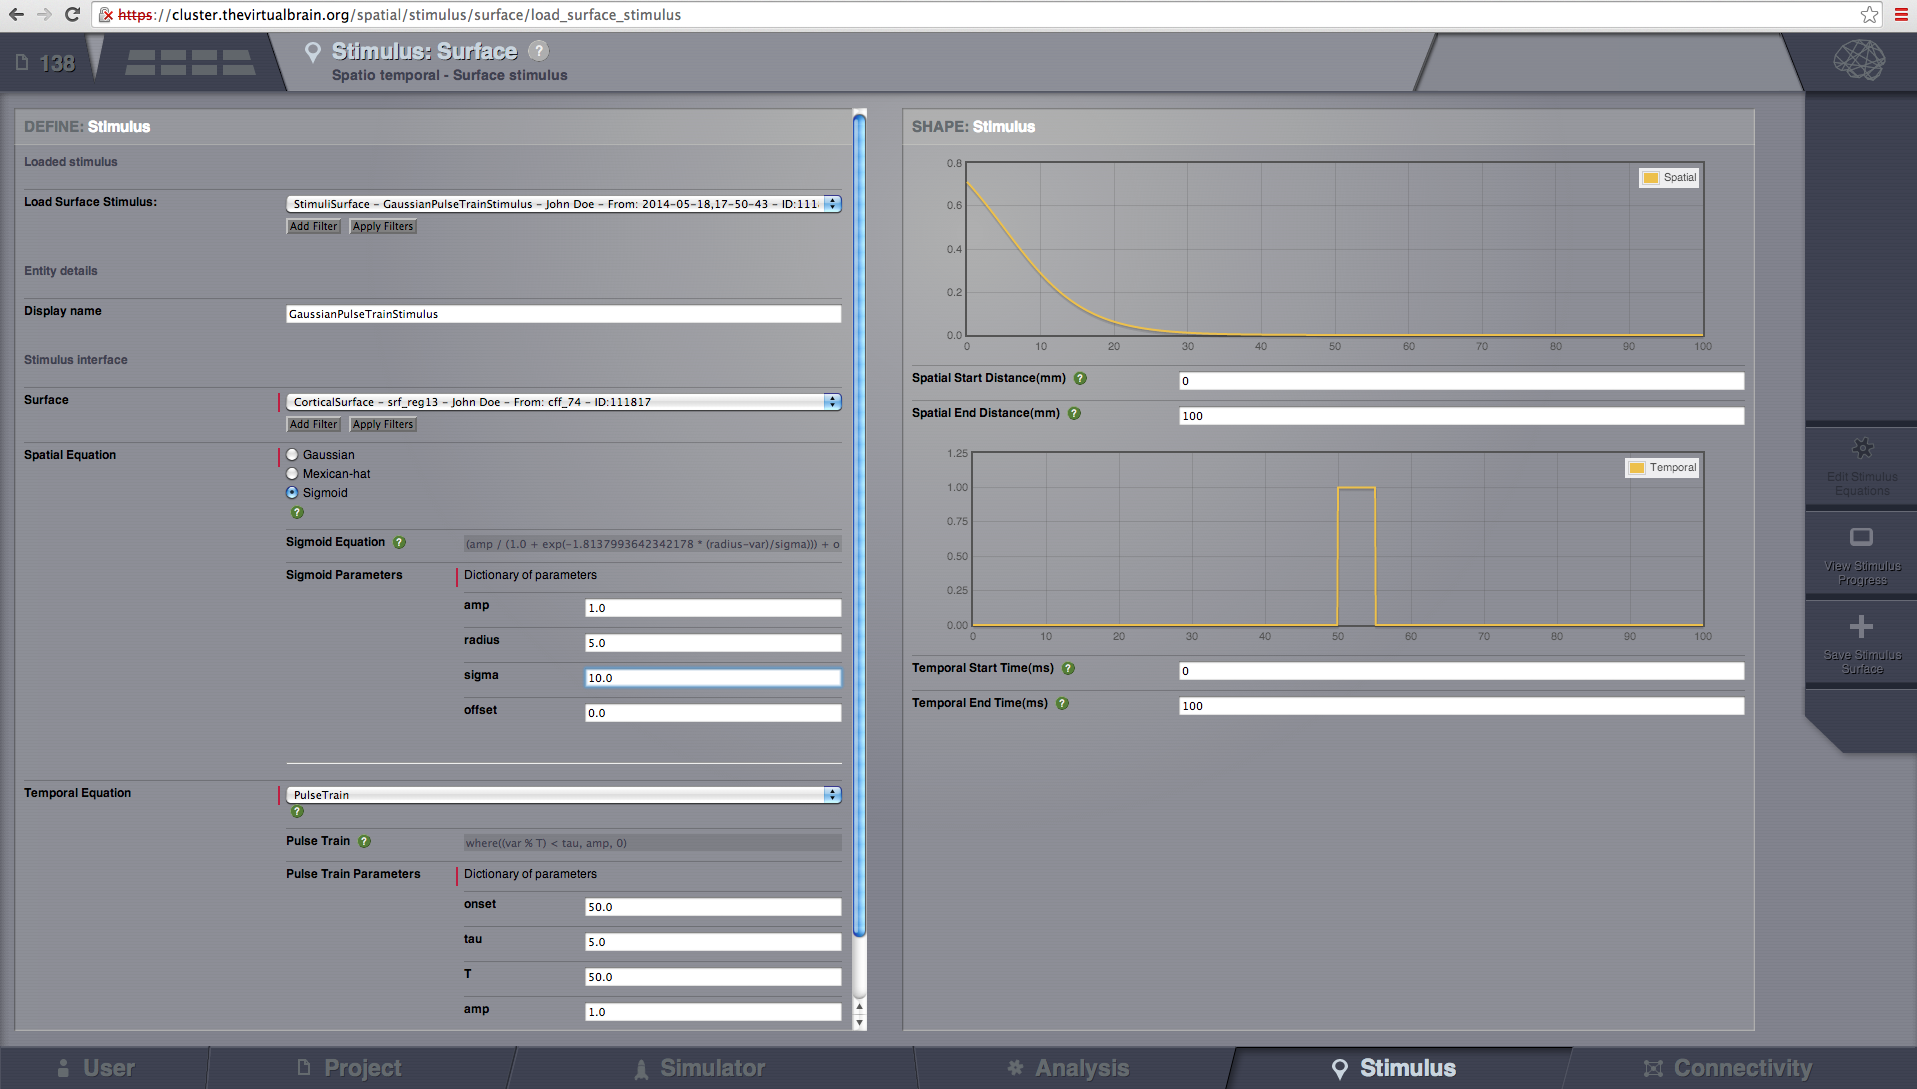 https://cluster.thevirtualbrain.org/spatial/stimulus/surface/load_surface_stimulus
138
Stimulus: Surface ?
Spatio temporal - Surface stimulus
DEFINE: Stimulus
Loaded stimulus
Load Surface Stimulus:
StimuliSurface - GaussianPulseTrainStimulus - John Doe - From: 2014-05-18,17-50-43 - ID:111
Add Filter Apply Filters
Entity details
Display name
GaussianPulseTrainStimulus
Stimulus interface
Surface
CorticalSurface - srf_reg13 - John Doe - From: cff_74 - ID:111817
Add Filter Apply Filters
Spatial Equation
Gaussian
Mexican-hat
Sigmoid
?
Sigmoid Equation ?
(amp / (1.0 + exp(-1.8137993642342178 * (radius-var)/sigma))) + o
Sigmoid Parameters
Dictionary of parameters
amp 1.0
radius 5.0
sigma 10.0
offset 0.0
Temporal Equation
PulseTrain
?
Pulse Train ?
where((var % T) < tau, amp, 0)
Pulse Train Parameters
Dictionary of parameters
onset 50.0
tau 5.0
T 50.0
amp 1.0
SHAPE: Stimulus
0.8
0.6
0.4
0.2
0.0
0 10 20 30 40 50 60 70 80 90 100
Spatial
Spatial Start Distance(mm) ? 0
Spatial End Distance(mm) ? 100
1.25
1.00
0.75
0.50
0.25
0.00
0 10 20 30 40 50 60 70 80 90 100
Temporal
Temporal Start Time(ms) ? 0
Temporal End Time(ms) ? 100
Edit Stimulus
Equations
View Stimulus
Progress
Save Stimulus
Surface
User Project Simulator Analysis Stimulus Connectivity